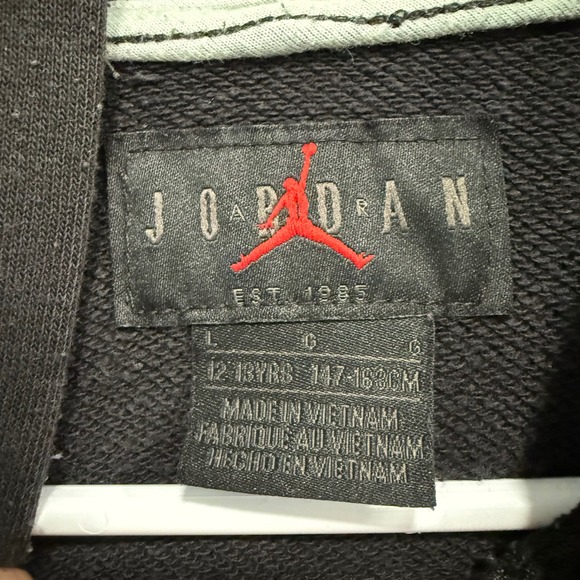 JORDAN
AIR
EST. 1985
L G G
12-13YRS 147-163CM
MADE IN VIETNAM
FABRIQUE AU VIETNAM
HECHO EN VIETNAM